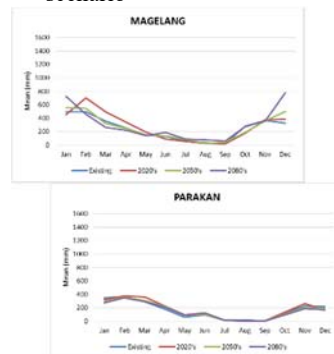 MAGELANG
1600
1400
1200
1000
800
600
400
200
0
Mean (mm)
Jan Feb Mar Apr May Jun Jul Aug Sep Oct Nov Dec
Existing 2020's 2050's 2080's
PARAKAN
1600
1400
1200
1000
800
600
400
200
0
Mean (mm)
Jan Feb Mar Apr May Jun Jul Aug Sep Oct Nov Dec
Existing 2020's 2050's 2080's